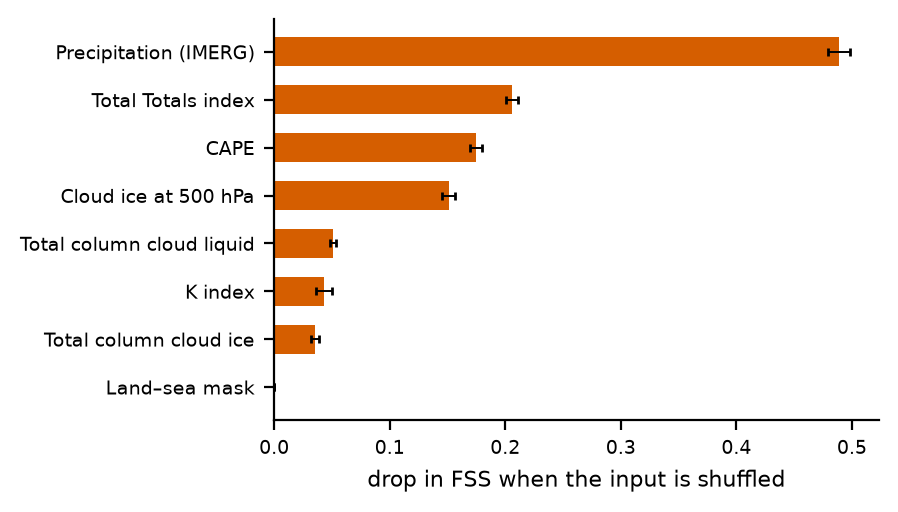 Precipitation (IMERG)
Total Totals index
CAPE
Cloud ice at 500 hPa
Total column cloud liquid
K index
Total column cloud ice
Land–sea mask
0.0 0.1 0.2 0.3 0.4 0.5
drop in FSS when the input is shuffled